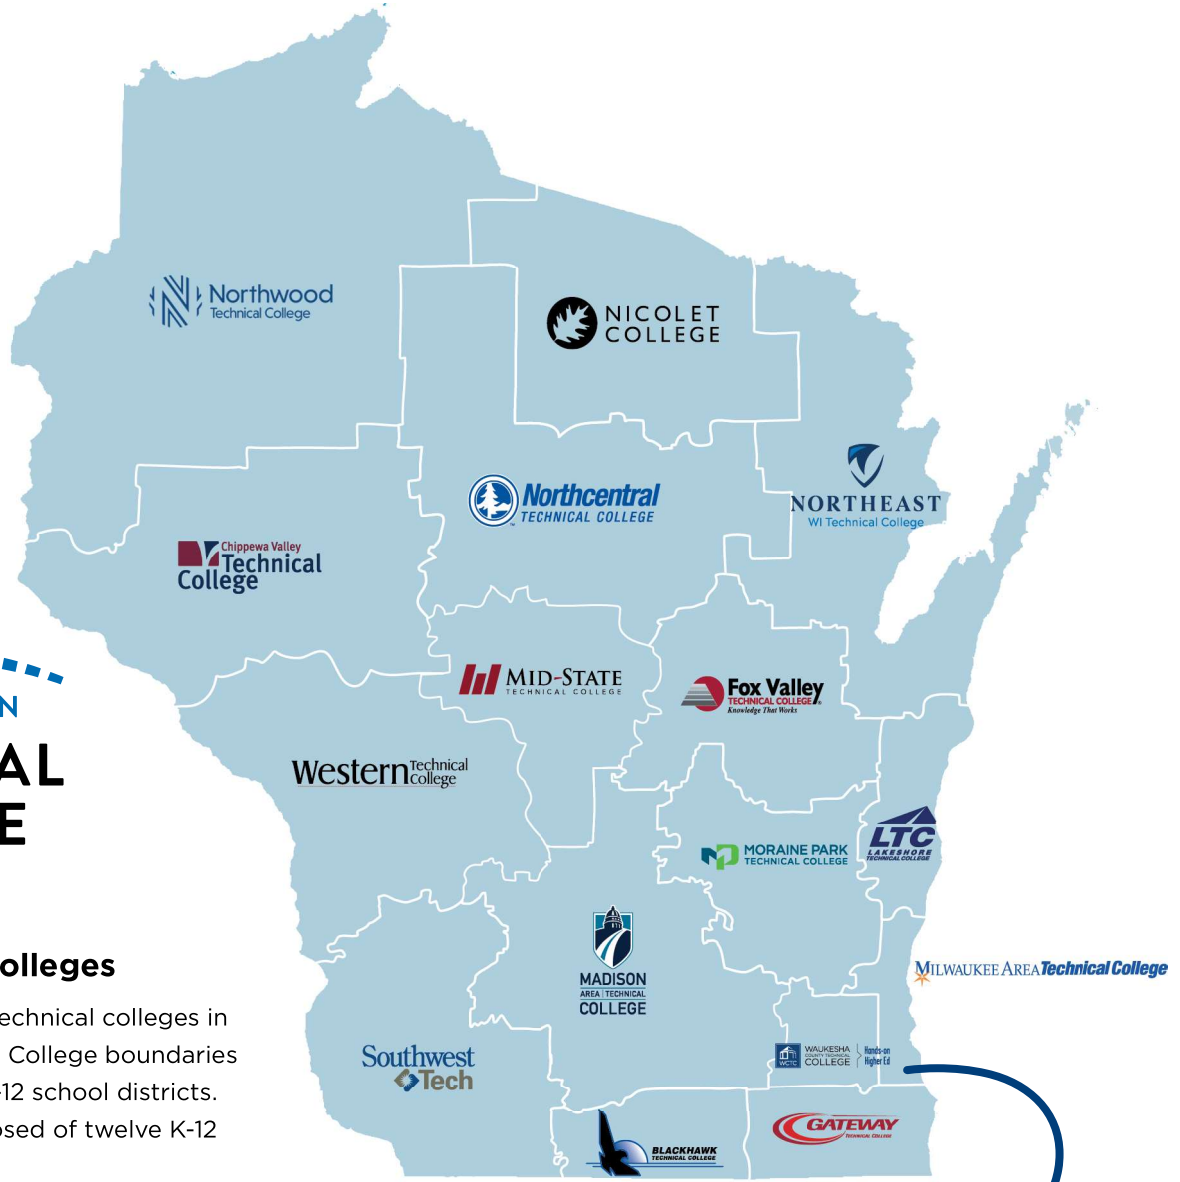 Northwood
Technical College
NICOLET
COLLEGE
Northcentral
TECHNICAL COLLEGE
™
NORTHEAST
WI Technical College
Chippewa Valley
Technical
College
MID-STATE
TECHNICAL COLLEGE
Fox Valley
TECHNICAL COLLEGE®
Knowledge That Works
N
AL
E
Western Technical
College
LTC
LAKESHORE
TECHNICAL COLLEGE
MORAINE PARK
TECHNICAL COLLEGE
MADISON
AREA TECHNICAL
COLLEGE
MILWAUKEE AREA Technical College
olleges
echnical colleges in
College boundaries
-12 school districts.
osed of twelve K-12
Southwest
Tech
WCTC
WAUKESHA
COUNTY TECHNICAL
COLLEGE
Hands-on
Higher Ed
GATEWAY
TECHNICAL COLLEGE
BLACKHAWK
TECHNICAL COLLEGE